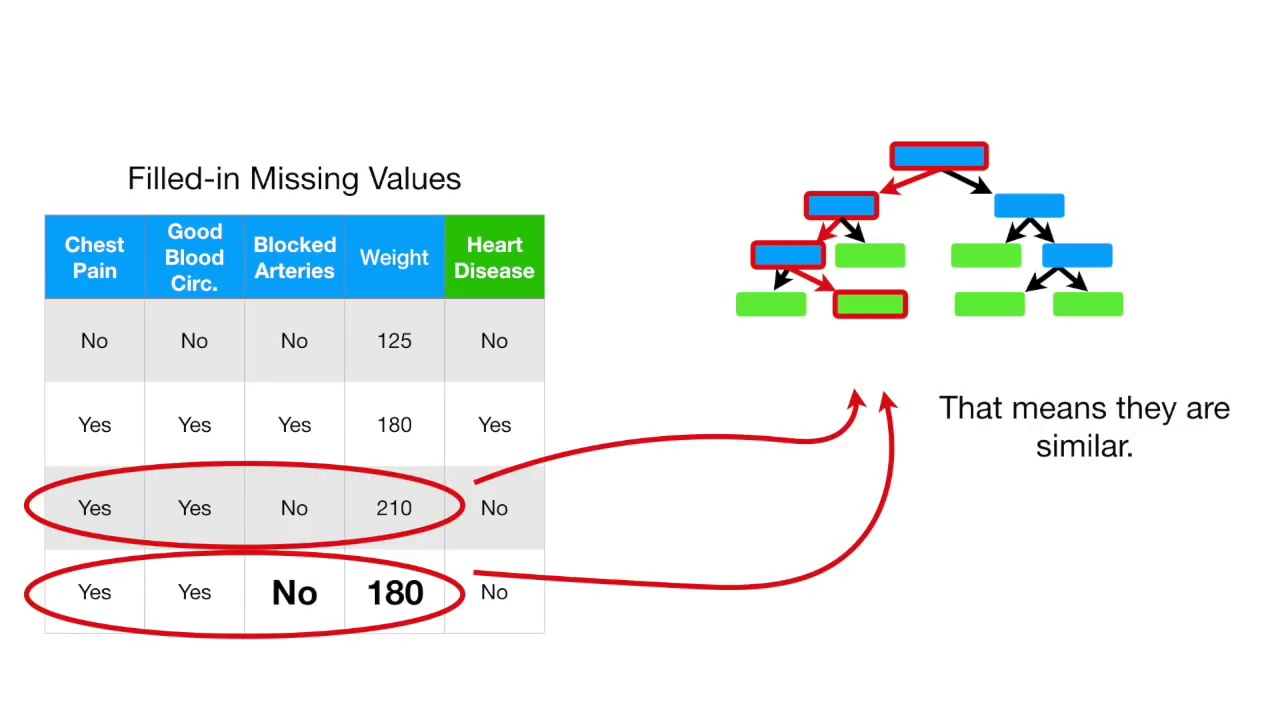 Filled-in Missing Values
Chest
Pain
Good
Blood
Circ.
Blocked
Arteries
Weight
Heart
Disease
No No No 125 No
Yes Yes Yes 180 Yes
Yes Yes No 210 No
Yes Yes No 180 No
That means they are
similar.